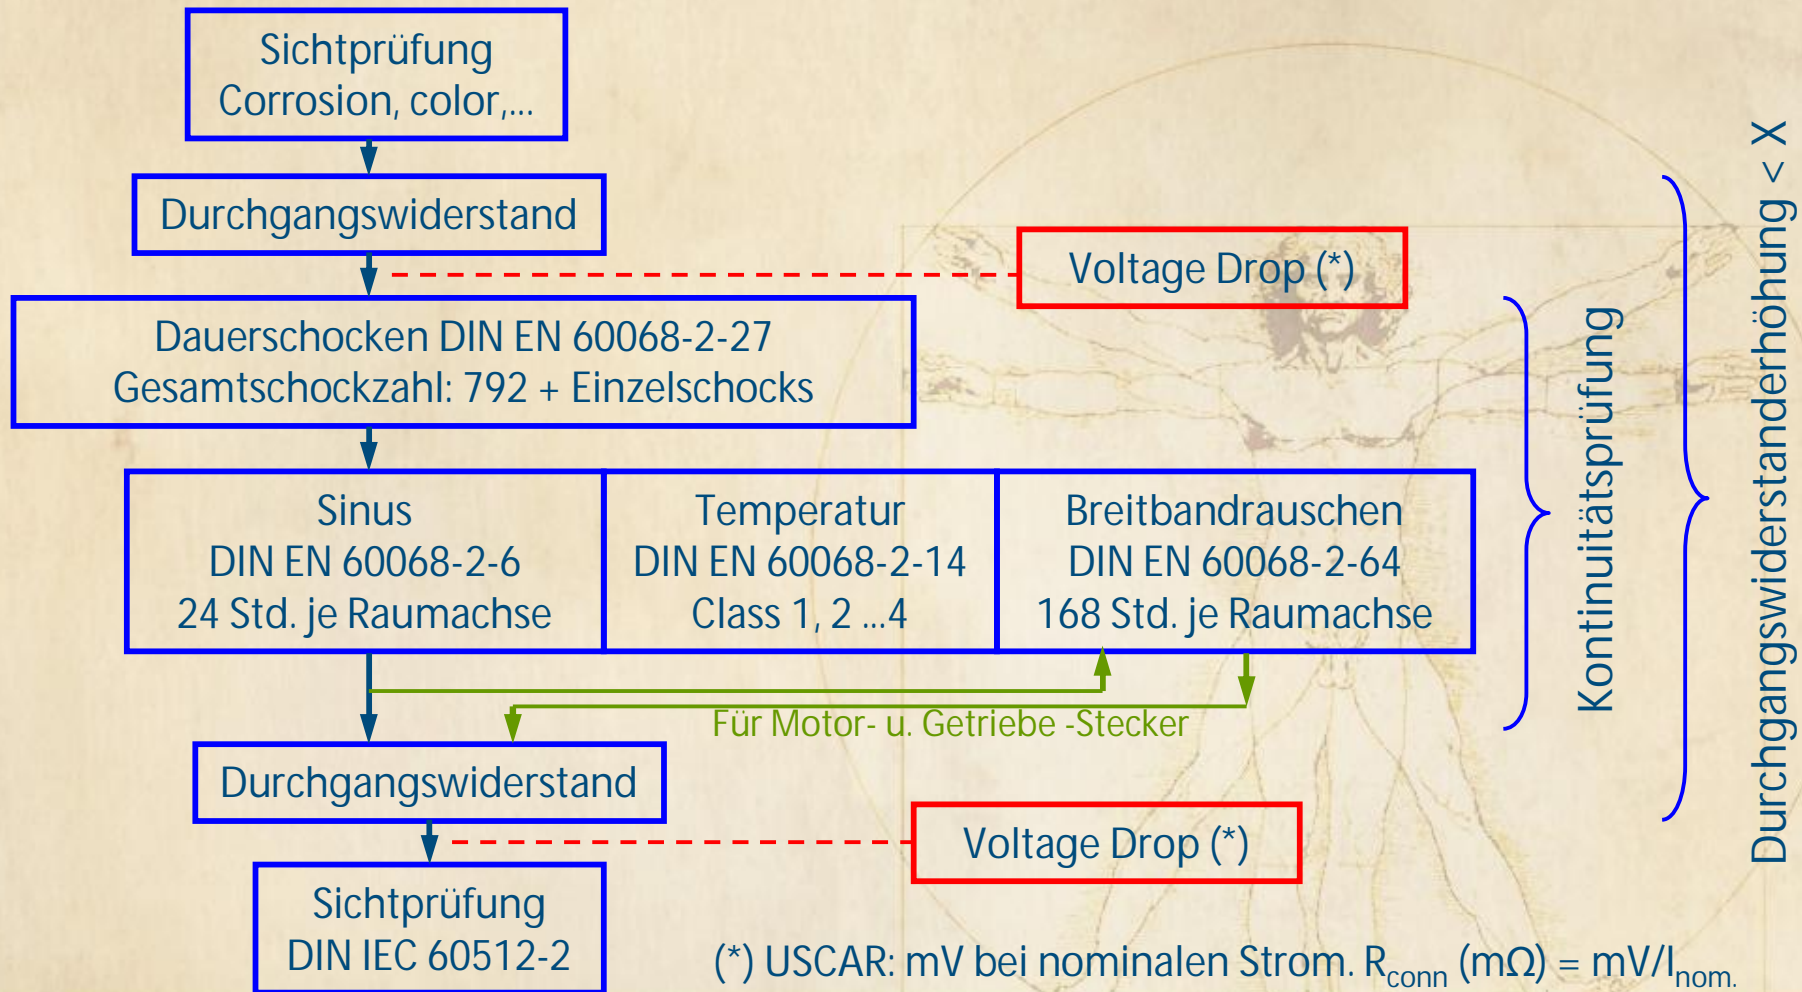 Sichtprüfung
Corrosion, color,...
Durchgangswiderstand
Voltage Drop (*)
Dauerschocken DIN EN 60068-2-27
Gesamtschockzahl: 792 + Einzelschocks
Sinus
DIN EN 60068-2-6
24 Std. je Raumachse
Temperatur
DIN EN 60068-2-14
Class 1, 2 ...4
Breitbandrauschen
DIN EN 60068-2-64
168 Std. je Raumachse
Für Motor- u. Getriebe -Stecker
Durchgangswiderstand
Voltage Drop (*)
Sichtprüfung
DIN IEC 60512-2
(*) USCAR: mV bei nominalen Strom. Rconn (mΩ) = mV/Inom.
Kontinuitätsprüfung
Durchgangswiderstanderhöhung < X